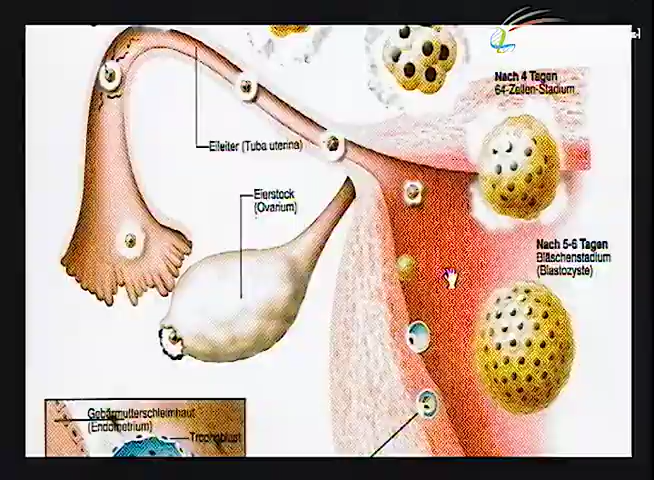 Nach 4 Tagen
64-Zellen-Stadium
Eileiter (Tuba uterina)
Eierstock
(Ovarium)
Nach 5-6 Tagen
Bläschenstadium
(Blastozyste)
Gebärmutterschleimhaut
(Endometrium)
Trophoblast